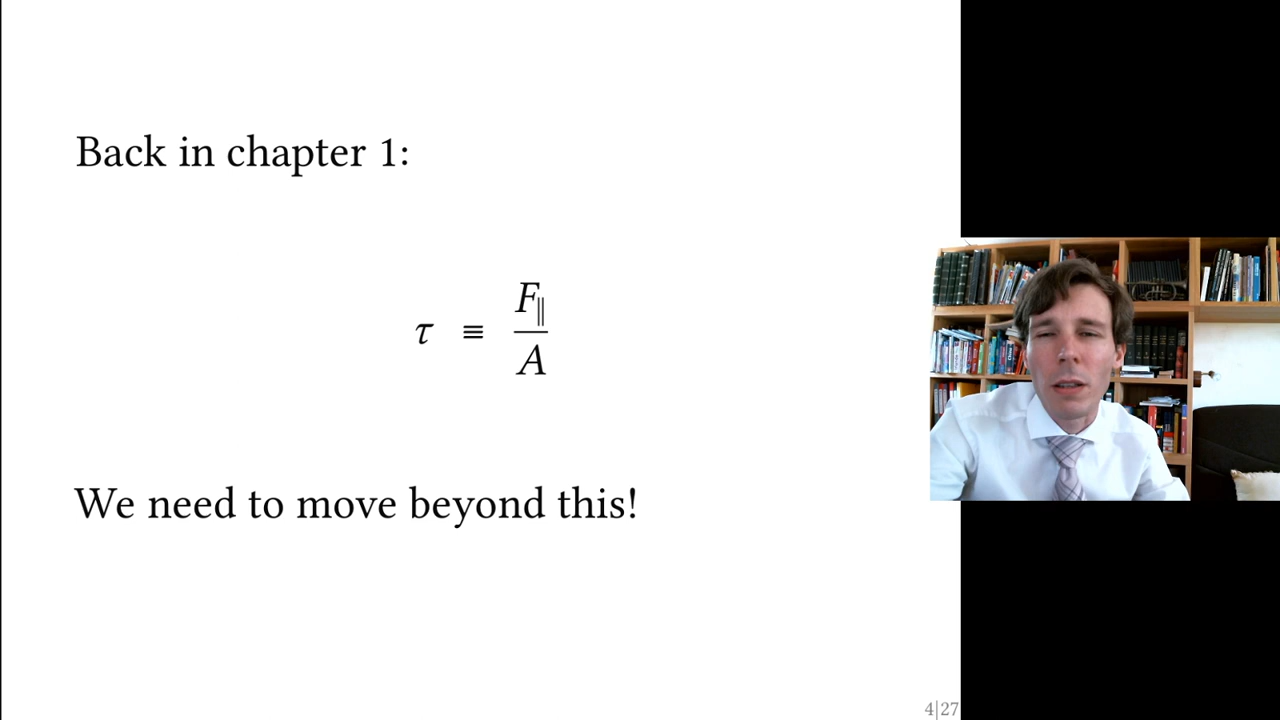 Back in chapter 1:
τ ≡ F∥ / A
We need to move beyond this!
4|27